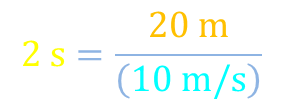 2 s = 20 m / (10 m/s)